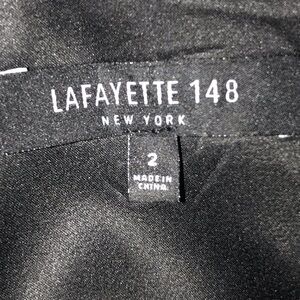 LAFAYETTE 148
NEW YORK
2
MADE IN
CHINA